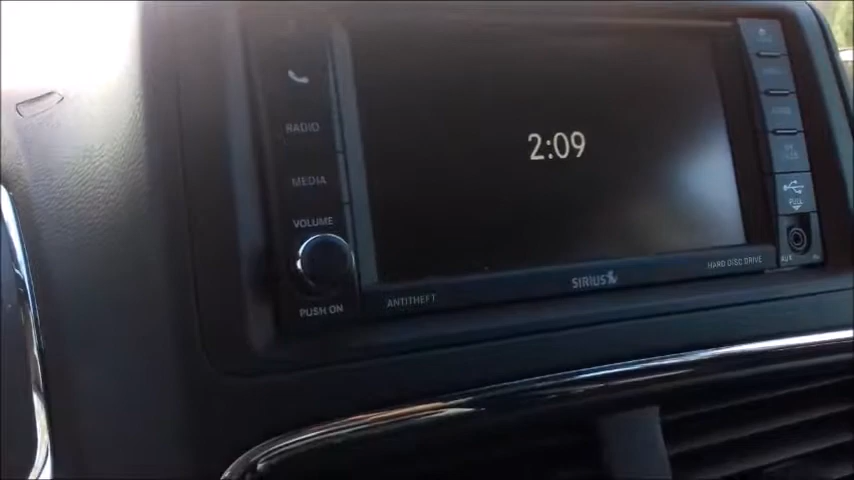 RADIO
MEDIA
VOLUME
PUSH ON
2:09
ANTITHEFT
SIRIUS
HARD DISC DRIVE
PULL
AUX